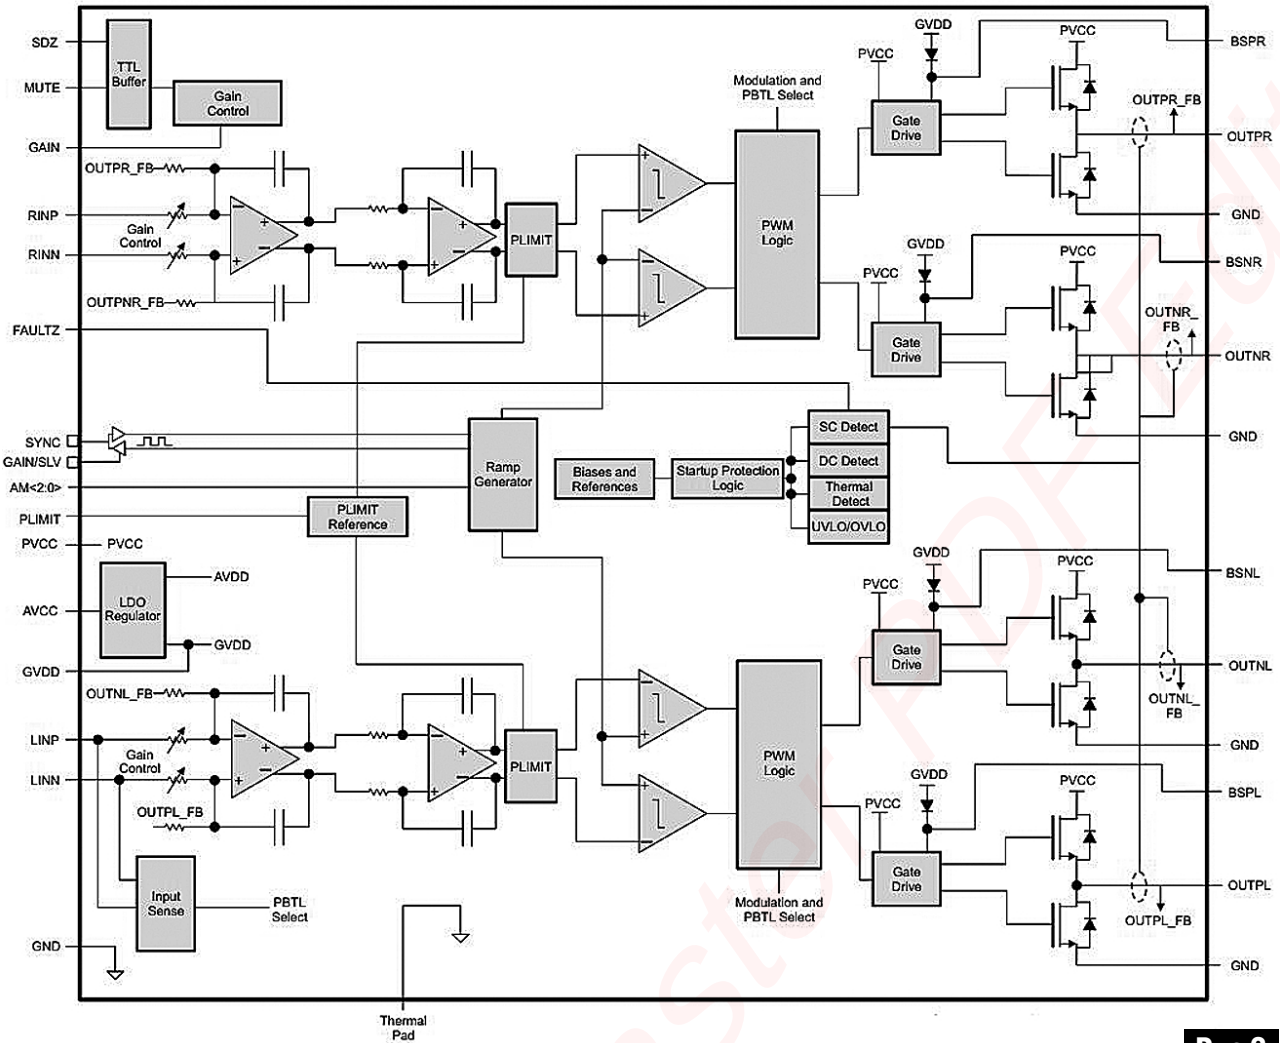 SDZ
MUTE
GAIN
TTL
Buffer
Gain
Control
OUTPR_FB
RINP
Gain
Control
RINN
OUTPNR_FB
FAULTZ
PLIMIT
Modulation and
PBTL Select
PWM
Logic
GVDD
PVCC
Gate
Drive
PVCC
BSPR
OUTPR_FB
OUTPR
GND
GVDD
PVCC
Gate
Drive
PVCC
BSNR
OUTNR_
FB
OUTNR
GND
SYNC
GAIN/SLV
AM<2:0>
PLIMIT
PVCC
PVCC
PLIMIT
Reference
Ramp
Generator
Biases and
References
Startup Protection
Logic
SC Detect
DC Detect
Thermal
Detect
UVLO/OVLO
AVCC
LDO
Regulator
AVDD
GVDD
GVDD
OUTNL_FB
LINP
Gain
Control
LINN
OUTPL_FB
PLIMIT
Input
Sense
PBTL
Select
GND
Thermal
Pad
PWM
Logic
Modulation and
PBTL Select
GVDD
PVCC
Gate
Drive
PVCC
BSNL
OUTNL
OUTNL_
FB
GND
GVDD
PVCC
Gate
Drive
PVCC
BSPL
OUTPL
OUTPL_FB
GND